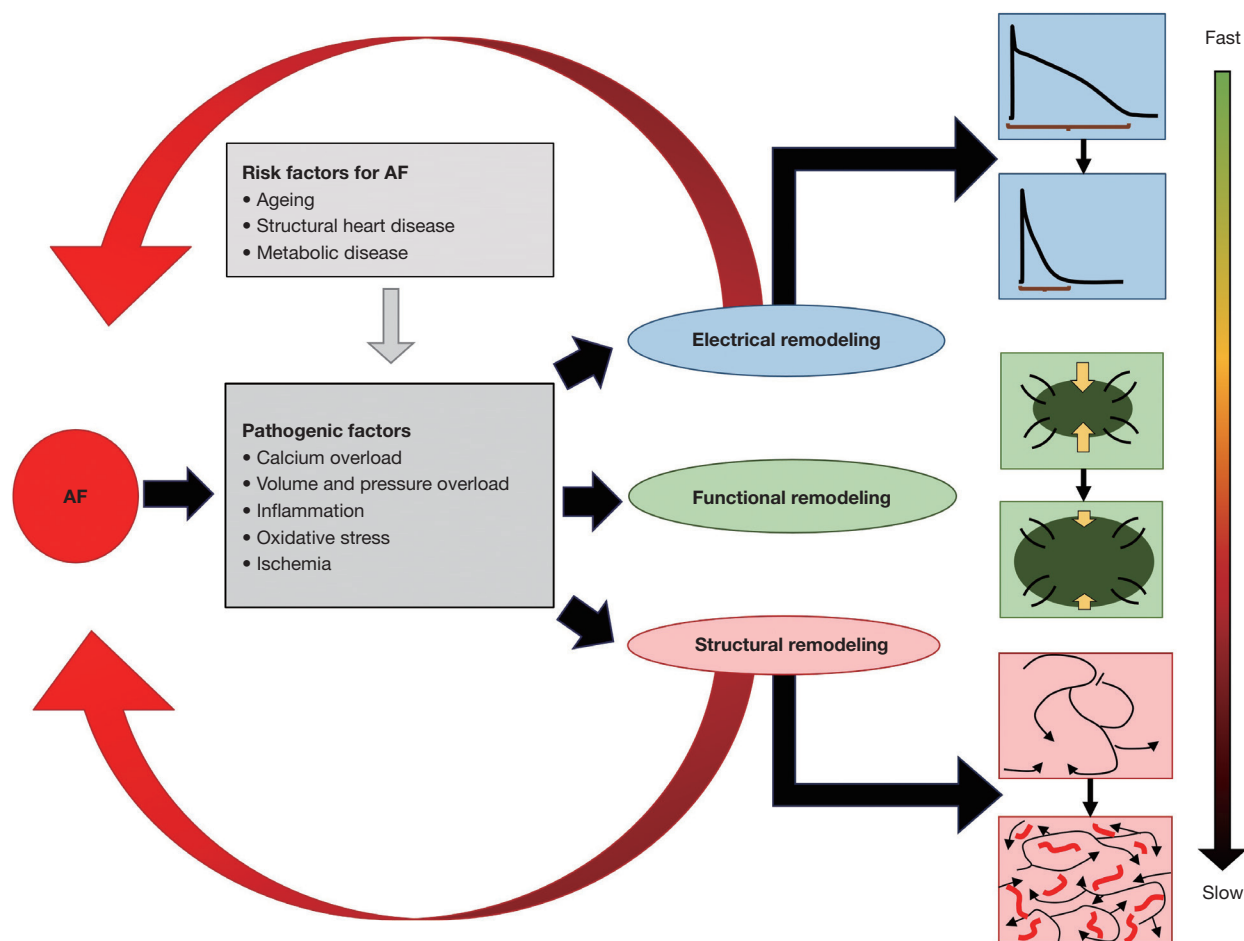 Fast
Risk factors for AF
• Ageing
• Structural heart disease
• Metabolic disease
Electrical remodeling
Pathogenic factors
• Calcium overload
• Volume and pressure overload
• Inflammation
• Oxidative stress
• Ischemia
AF
Functional remodeling
Structural remodeling
Slow